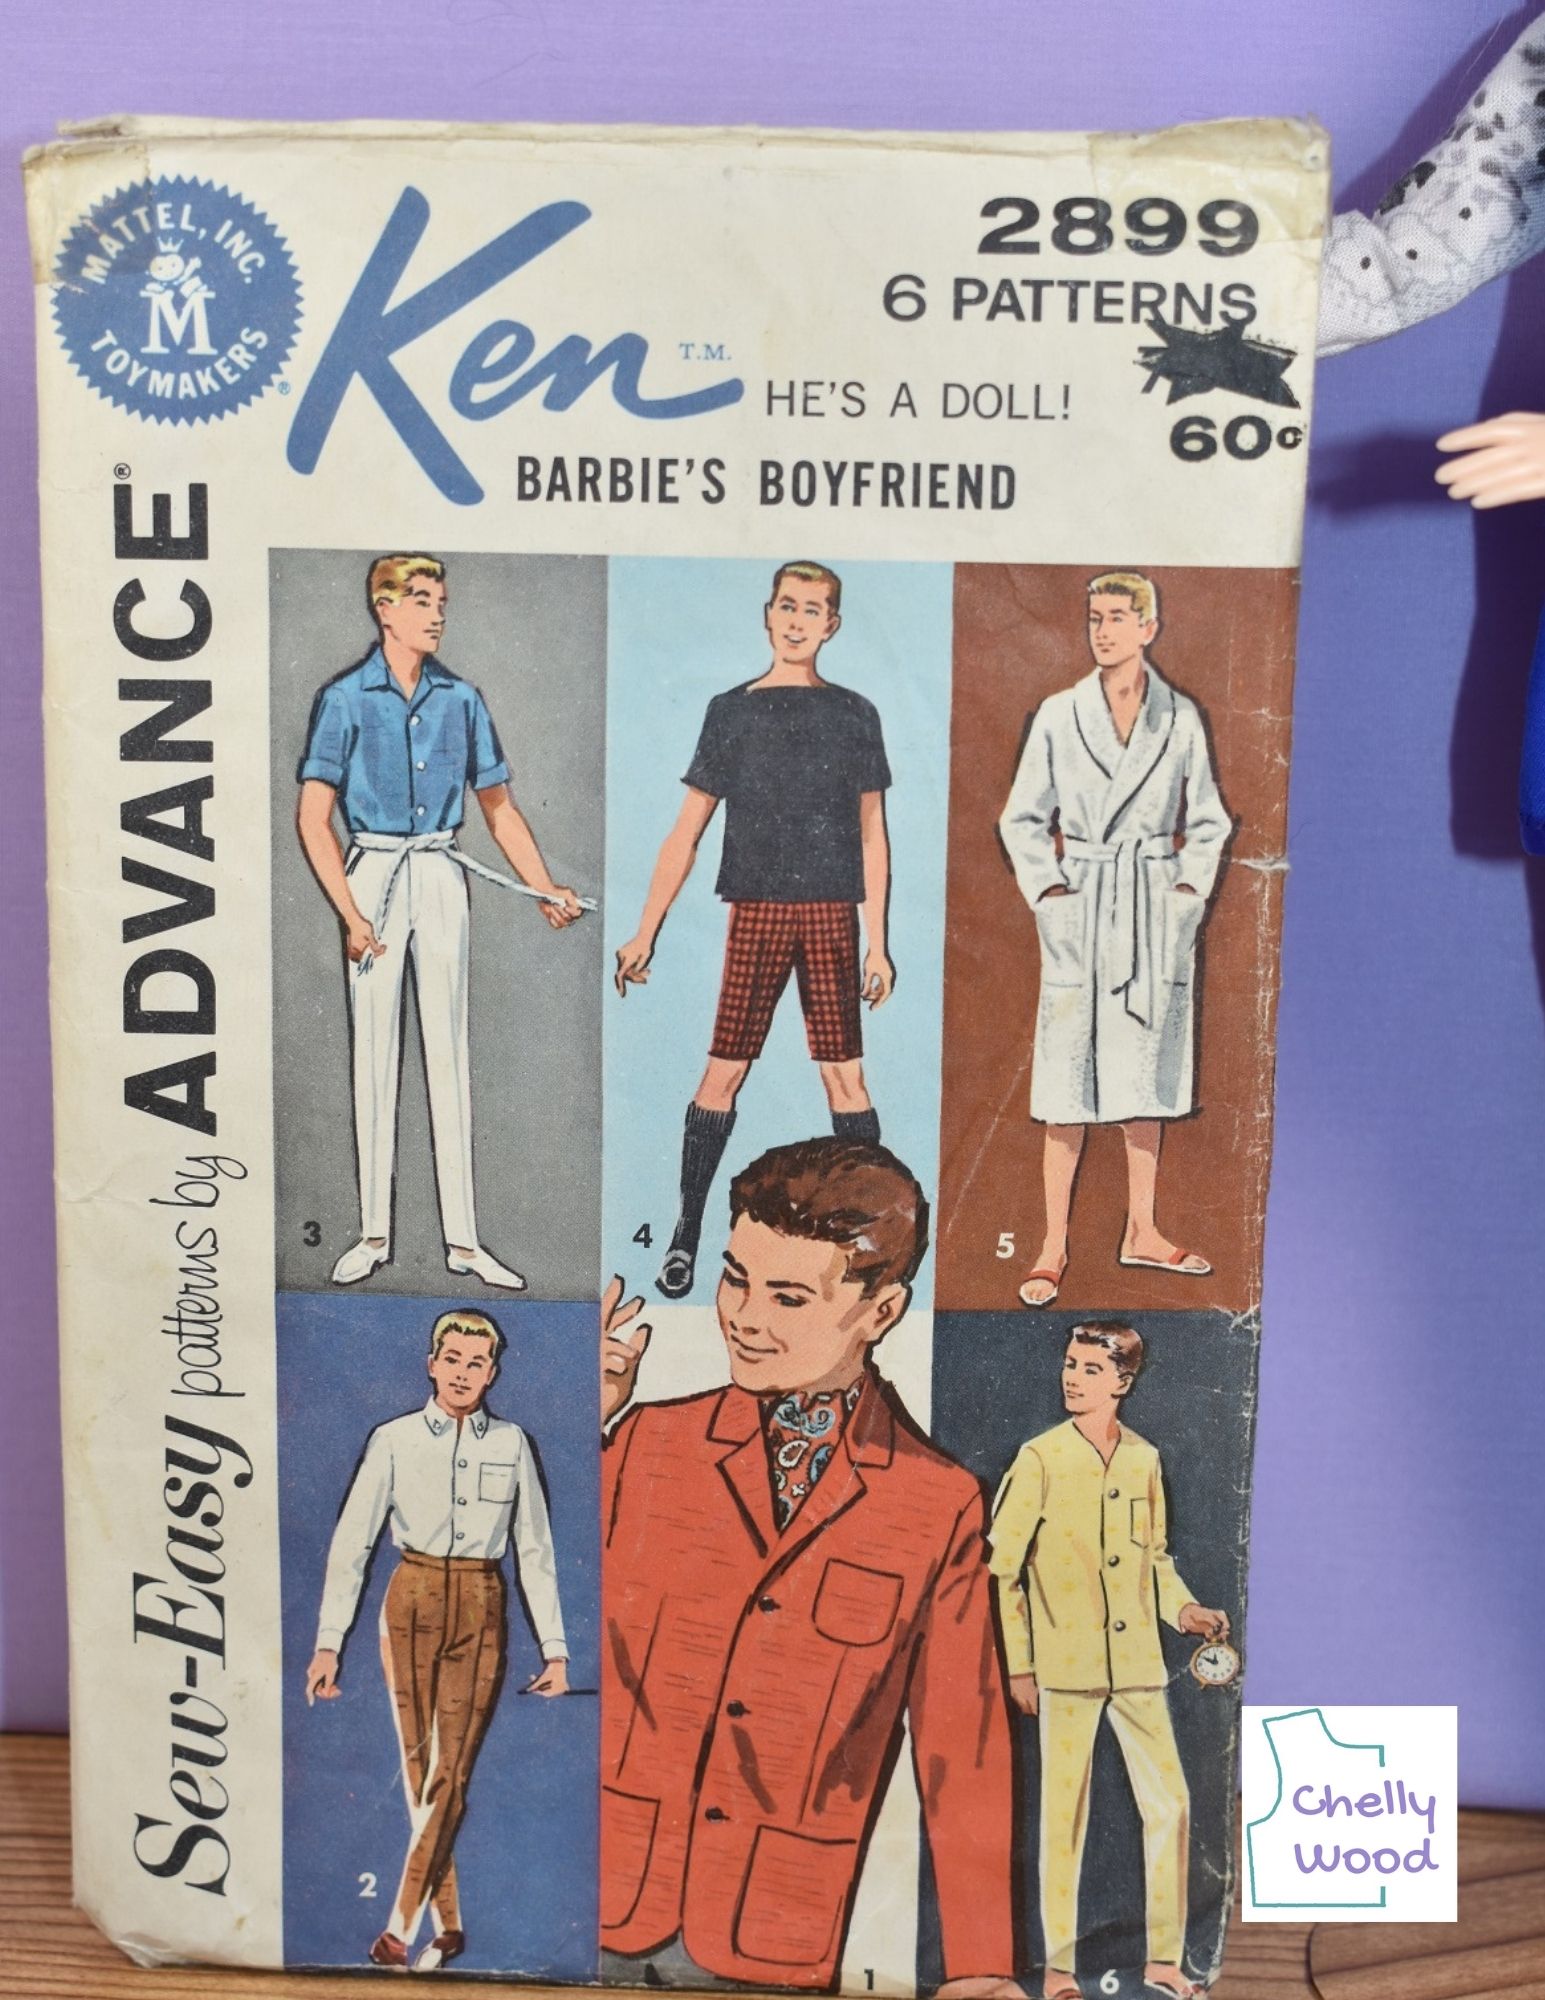 MATTEL, INC.
M
TOYMAKERS
®
Ken T.M.
HE'S A DOLL!
BARBIE'S BOYFRIEND
2899
6 PATTERNS
60¢
Sew-Easy patterns by ADVANCE®
3
4
5
2
1
6
Chelly
Wood